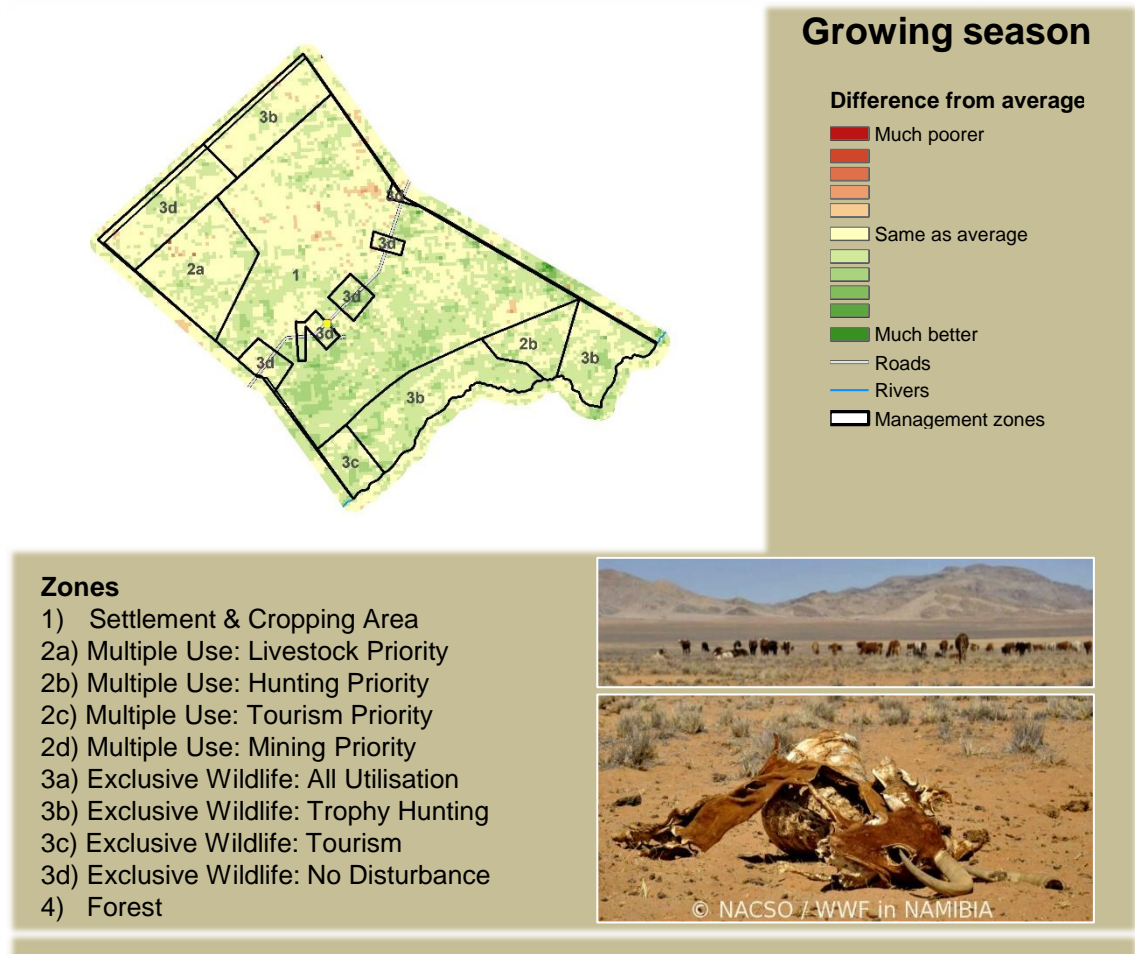 Growing season
Difference from average
Much poorer
Same as average
Much better
Roads
Rivers
Management zones
3b
3d
2a
1
3d
3d
3d
3d
3d
2b
3b
3b
3c
Zones
1) Settlement & Cropping Area
2a) Multiple Use: Livestock Priority
2b) Multiple Use: Hunting Priority
2c) Multiple Use: Tourism Priority
2d) Multiple Use: Mining Priority
3a) Exclusive Wildlife: All Utilisation
3b) Exclusive Wildlife: Trophy Hunting
3c) Exclusive Wildlife: Tourism
3d) Exclusive Wildlife: No Disturbance
4) Forest
© NACSO / WWF in NAMIBIA